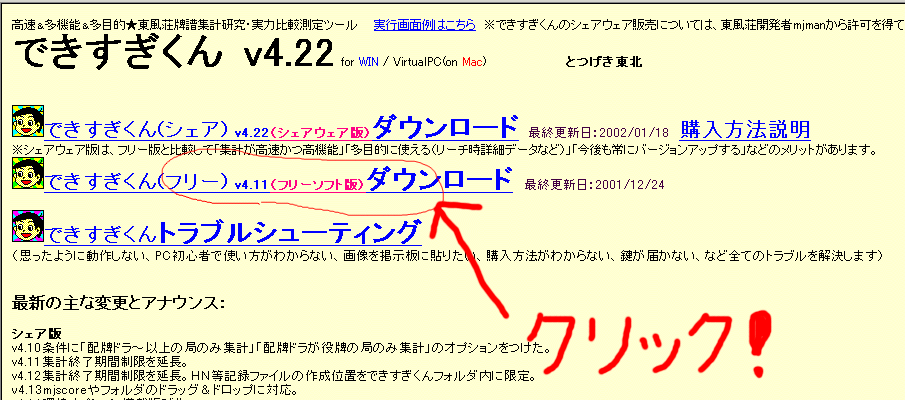 高速&多機能&多目的★東風荘牌譜集計研究・実力比較測定ツール 実行画面例はこちら ※できすぎくんのシェアウェア販売については、東風荘開発者mjmanから許可を得て
できすぎくん v4.22 for WIN / VirtualPC(on Mac) とつげき東北
できすぎくん(シェア) v4.22(シェアウェア版)ダウンロード 最終更新日:2002/01/18 購入方法説明
※シェアウェア版は、フリー版と比較して「集計が高速かつ高機能」「多目的に使える(リーチ時詳細データなど)」「今後も常にバージョンアップする」などのメリットがあります。
できすぎくん(フリー) v4.11(フリーソフト版)ダウンロード 最終更新日:2001/12/24
できすぎくんトラブルシューティング
(思ったように動作しない、PC初心者で使い方がわからない、画像を掲示板に貼りたい、購入方法がわからない、鍵が届かない、など全てのトラブルを解決します)
クリック!
最新の主な変更とアナウンス:
シェア版
v4.10条件に「配牌ドラ~以上の局のみ集計」「配牌ドラが役牌の局のみ集計」のオプションをつけた。
v4.11集計終了期間制限を延長。
v4.12集計終了期間制限を延長。HN等記録ファイルの作成位置をできすぎくんフォルダ内に限定。
v4.13mjscoreやフォルダのドラッグ&ドロップに対応。